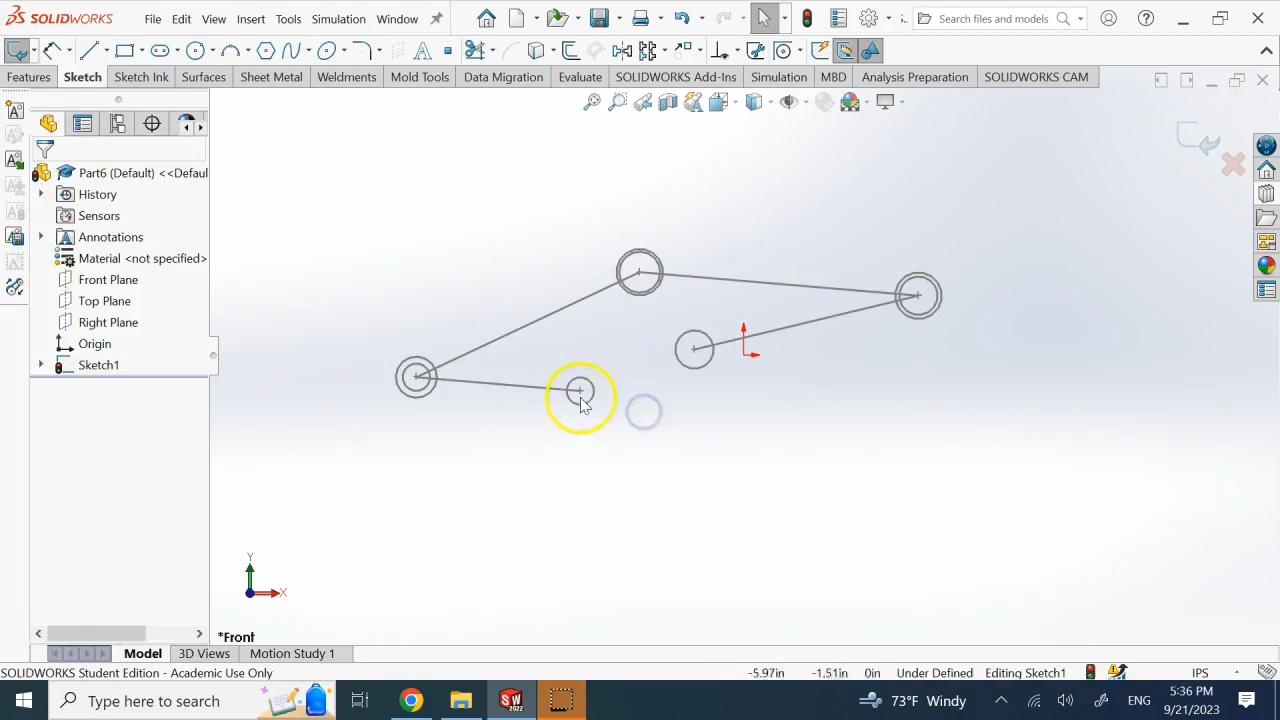 SOLIDWORKS File Edit View Insert Tools Simulation Window Search files and models
Features Sketch Sketch Ink Surfaces Sheet Metal Weldments Mold Tools Data Migration Evaluate SOLIDWORKS Add-Ins Simulation MBD Analysis Preparation SOLIDWORKS CAM
Part6 (Default) <<Defaul
History
Sensors
Annotations
Material <not specified>
Front Plane
Top Plane
Right Plane
Origin
Sketch1
Y
X
*Front
Model 3D Views Motion Study 1
SOLIDWORKS Student Edition - Academic Use Only -5.97in -1.51in 0in Under Defined Editing Sketch1 IPS
Type here to search 73°F Windy ENG 5:36 PM
9/21/2023